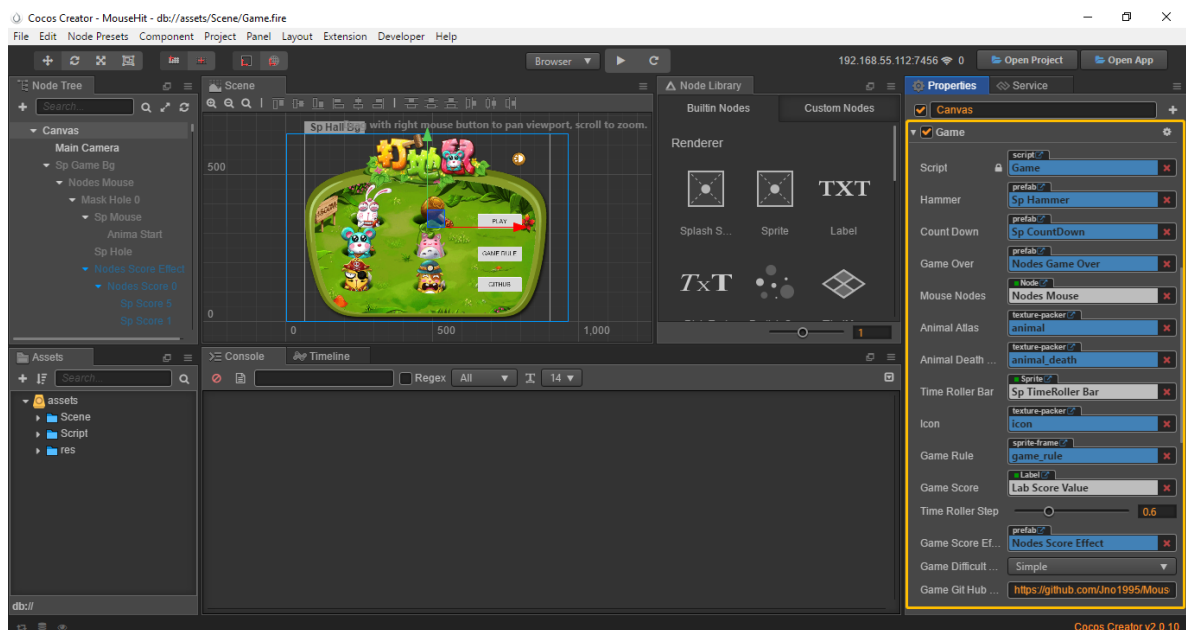 Cocos Creator - MouseHit - db://assets/Scene/Game.fire
File Edit Node Presets Component Project Panel Layout Extension Developer Help
Browser
192.168.55.112:7456 0
Open Project
Open App
Node Tree
Search...
Canvas
Main Camera
Sp Game Bg
Nodes Mouse
Mask Hole 0
Sp Mouse
Anima Start
Sp Hole
Nodes Score Effect
Nodes Score 0
Sp Score 5
Sp Score 1
Scene
Sp Hall Bg
with right mouse button to pan viewport, scroll to zoom.
500
0
0 500 1,000
打地鼠
PLAY
GAME RULE
GITHUB
Node Library
Builtin Nodes Custom Nodes
Renderer
TXT
Splash S... Sprite Label
TxT
1
Assets
Search...
assets
Scene
Script
res
db://
Console Timeline
Regex All 14
Properties Service
Canvas
Game
script
Script Game
prefab
Hammer Sp Hammer
prefab
Count Down Sp CountDown
prefab
Game Over Nodes Game Over
Node
Mouse Nodes Nodes Mouse
texture-packer
Animal Atlas animal
texture-packer
Animal Death ... animal_death
Sprite
Time Roller Bar Sp TimeRoller Bar
texture-packer
Icon icon
sprite-frame
Game Rule game_rule
Label
Game Score Lab Score Value
Time Roller Step 0.6
prefab
Game Score Ef... Nodes Score Effect
Game Difficult ... Simple
Game Git Hub ... https://github.com/Jno1995/Mous
Cocos Creator v2.0.10